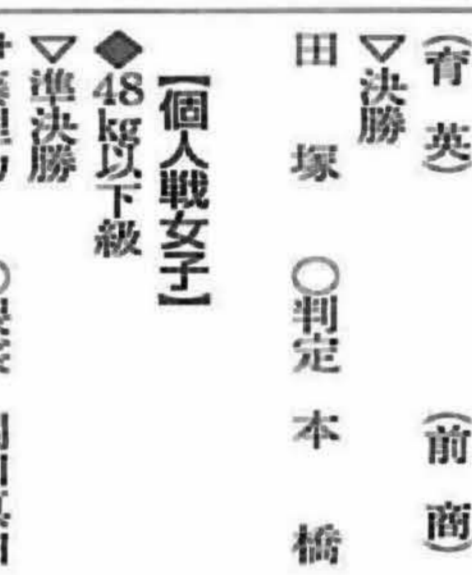 (育英) (前商)
▽決勝
田塚 ○判定 本橋
【個人戦女子】
◆48kg以下級
▽準決勝